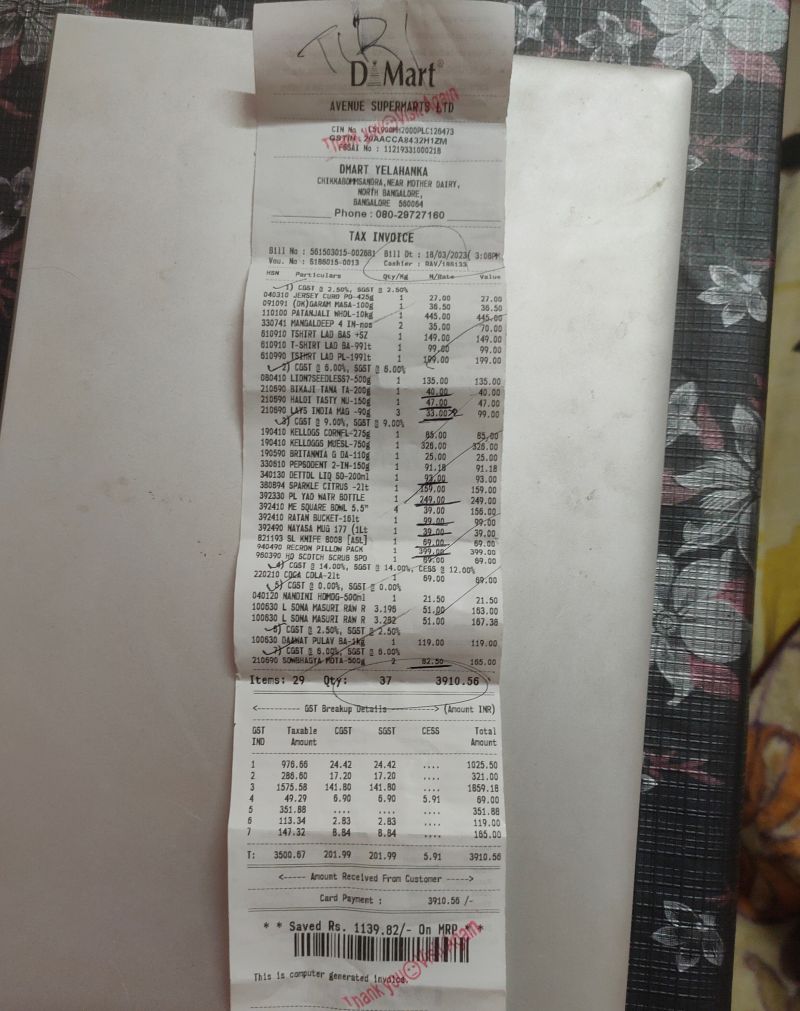 TIRI
D Mart®
AVENUE SUPERMARTS LTD
CIN No : L51900MH2000PLC126473
GSTIN : 29AACCA8432H1ZM
FSSAI No : 11219331000218
Thank you Visit Again
DMART YELAHANKA
CHIKKABOMMSANDRA, NEAR MOTHER DAIRY,
NORTH BANGALORE,
BANGALORE 560064
Phone : 080-29727160
TAX INVOICE
Bill No : 561503015-002681 Bill Dt : 18/03/2023( 3:08PM
Vou. No : S186015-0013 Cashier : RAV/186133
HSN Particulars Qty/Kg N/Rate Value
1) CGST @ 2.50%, SGST @ 2.50%
040310 JERSEY CURD PO-425g 1 27.00 27.00
091091 (DK)GARAM MASA-100g 1 36.50 36.50
110100 PATANJALI WHOL-10kg 1 445.00 445.00
330741 MANGALDEEP 4 IN-nos 2 35.00 70.00
610910 TSHIRT LAD BAS +SZ 1 149.00 149.00
610910 T-SHIRT LAD BA-99lt 1 99.00 99.00
610990 TSHIRT LAD PL-199lt 1 199.00 199.00
2) CGST @ 6.00%, SGST @ 6.00%
080410 LION?SEEDLESS?-500g 1 135.00 135.00
210690 BIKAJI TANA TA-200g 1 40.00 40.00
210690 HALDI TASTY NU-150g 1 47.00 47.00
210690 LAYS INDIA MAG -90g 3 33.00 99.00
3) CGST @ 9.00%, SGST @ 9.00%
190410 KELLOGS CORNFL-275g 1 85.00 85.00
190410 KELLOGGS MUESL-750g 1 326.00 326.00
190590 BRITANNIA G DA-110g 1 25.00 25.00
330610 PEPSODENT 2-IN-150g 1 91.18 91.18
340130 DETTOL LIQ SO-200ml 1 93.00 93.00
380894 SPARKLE CITRUS -2lt 1 159.00 159.00
392330 PL YAD WATR BOTTLE 1 249.00 249.00
392410 ME SQUARE BOWL 5.5" 4 39.00 156.00
392410 RATAN BUCKET-16lt 1 99.00 99.00
392490 NAYASA MUG 177 (1Lt 1 39.00 39.00
821193 SL KNIFE 8008 [ASL] 1 69.00 69.00
940490 RECRON PILLOW PACK 1 399.00 399.00
960390 HD SCOTCH SCRUB SPO 1 69.00 69.00
4) CGST @ 14.00%, SGST @ 14.00%, CESS @ 12.00%
220210 COCA COLA-2lt 1 69.00 69.00
5) CGST @ 0.00%, SGST @ 0.00%
040120 NANDINI HOMOG-500ml 1 21.50 21.50
100630 L SONA MASURI RAW R 3.196 51.00 163.00
100630 L SONA MASURI RAW R 3.282 51.00 167.38
6) CGST @ 2.50%, SGST @ 2.50%
100630 DAAWAT PULAV BA-1kg 1 119.00 119.00
7) CGST @ 6.00%, SGST @ 6.00%
210690 SOWBHAGYA MOTA-500g 2 82.50 165.00
Items: 29 Qty: 37 3910.56
<-------- GST Breakup Details --------> (Amount INR)
GST Taxable CGST SGST CESS Total
IND Amount Amount
1 976.66 24.42 24.42 .... 1025.50
2 286.60 17.20 17.20 .... 321.00
3 1575.58 141.80 141.80 .... 1859.18
4 49.29 6.90 6.90 5.91 69.00
5 351.88 .... .... .... 351.88
6 113.34 2.83 2.83 .... 119.00
7 147.32 8.84 8.84 .... 165.00
T: 3500.67 201.99 201.99 5.91 3910.56
<----- Amount Received From Customer ----->
Card Payment : 3910.56 /-
* * Saved Rs. 1139.82/- On MRP * *
This is computer generated invoice.
Thank you Visit Again